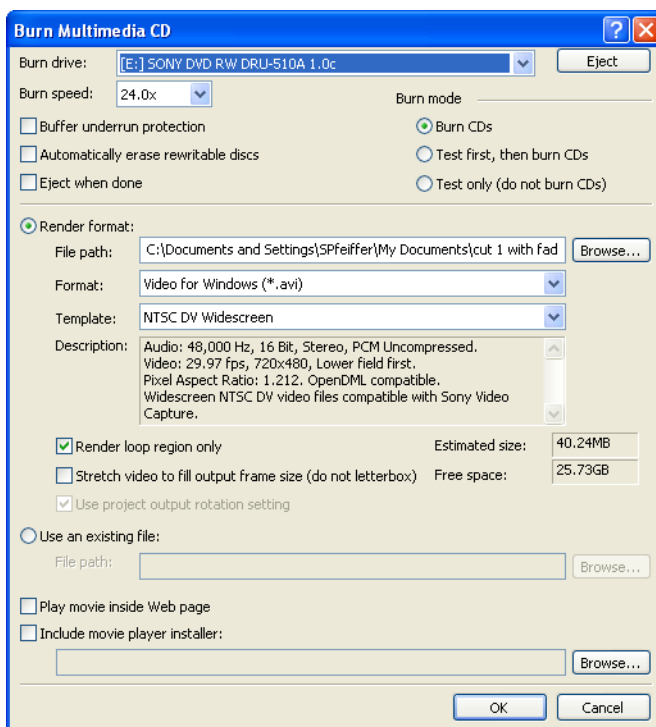 Burn Multimedia CD
Burn drive: [E:] SONY DVD RW DRU-510A 1.0c Eject
Burn speed: 24.0x Burn mode
Buffer underrun protection Burn CDs
Automatically erase rewritable discs Test first, then burn CDs
Eject when done Test only (do not burn CDs)
Render format:
File path: C:\Documents and Settings\SPfeiffer\My Documents\cut 1 with fad Browse...
Format: Video for Windows (*.avi)
Template: NTSC DV Widescreen
Description: Audio: 48,000 Hz, 16 Bit, Stereo, PCM Uncompressed.
Video: 29.97 fps, 720x480, Lower field first.
Pixel Aspect Ratio: 1.212. OpenDML compatible.
Widescreen NTSC DV video files compatible with Sony Video
Capture.
Render loop region only Estimated size: 40.24MB
Stretch video to fill output frame size (do not letterbox) Free space: 25.73GB
Use project output rotation setting
Use an existing file:
File path: Browse...
Play movie inside Web page
Include movie player installer:
Browse...
OK Cancel